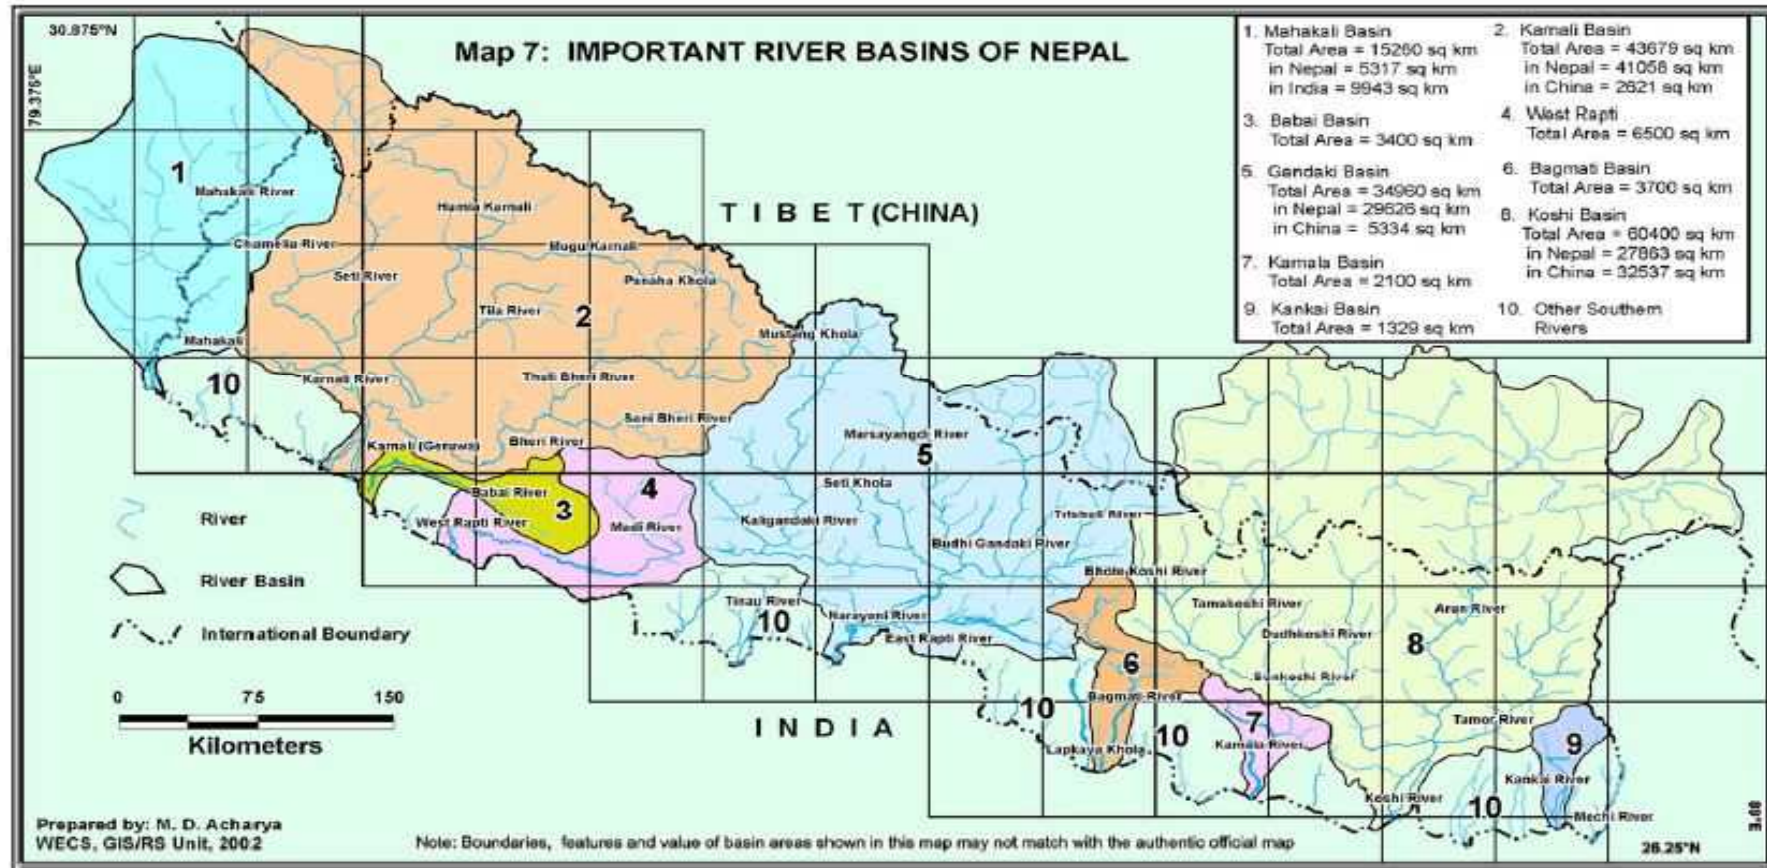 30.875°N
79.375°E
Map 7: IMPORTANT RIVER BASINS OF NEPAL
1. Mahakali Basin
Total Area = 15260 sq km
in Nepal = 5317 sq km
in India = 9943 sq km
2. Karnali Basin
Total Area = 43679 sq km
in Nepal = 41058 sq km
in China = 2621 sq km
3. Babai Basin
Total Area = 3400 sq km
4. West Rapti
Total Area = 6500 sq km
5. Gandaki Basin
Total Area = 34960 sq km
in Nepal = 29626 sq km
in China = 5334 sq km
6. Bagmati Basin
Total Area = 3700 sq km
7. Kamala Basin
Total Area = 2100 sq km
8. Koshi Basin
Total Area = 60400 sq km
in Nepal = 27863 sq km
in China = 32537 sq km
9. Kankai Basin
Total Area = 1329 sq km
10. Other Southern
Rivers
1
Mahakali River
Humla Karnali
TIBET (CHINA)
Chamelia River
Mugu Karnali
Seti River
Panaha Khola
Tila River
2
Mahakali
Mustang Khola
10
Karnali River
Thuli Bheri River
Sani Bheri River
Karnali (Geruwa)
Bheri River
Marsayangdi River
5
Babai River
3
4
Seti Khola
West Rapti River
Madi River
Kaligandaki River
Trishuli River
Budhi Gandaki River
River
River Basin
International Boundary
Bhote Koshi River
Tinau River
10
Narayani River
East Rapti River
Tamakoshi River
Arun River
Dudhkoshi River
8
6
Sunkoshi River
Bagmati River
0 75 150
Kilometers
INDIA
10
10
7
Kamala River
Tamor River
9
Lapkaya Khola
Kankai River
Koshi River
10
Mechi River
Prepared by: M. D. Acharya
WECS, GIS/RS Unit, 2002
Note: Boundaries, features and value of basin areas shown in this map may not match with the authentic official map
26.25°N